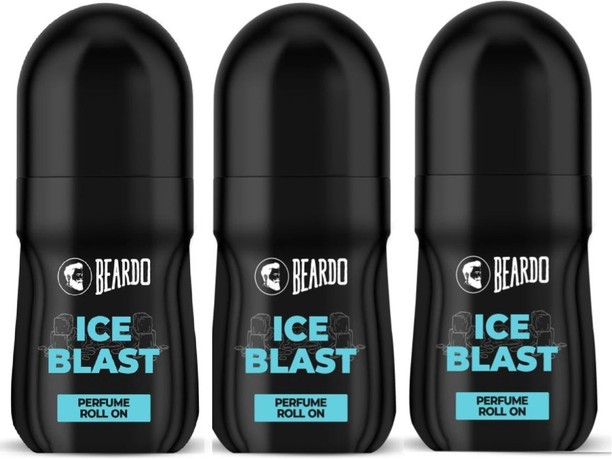 BEARDO
ICE
BLAST
PERFUME
ROLL ON
BEARDO
ICE
BLAST
PERFUME
ROLL ON
BEARDO
ICE
BLAST
PERFUME
ROLL ON